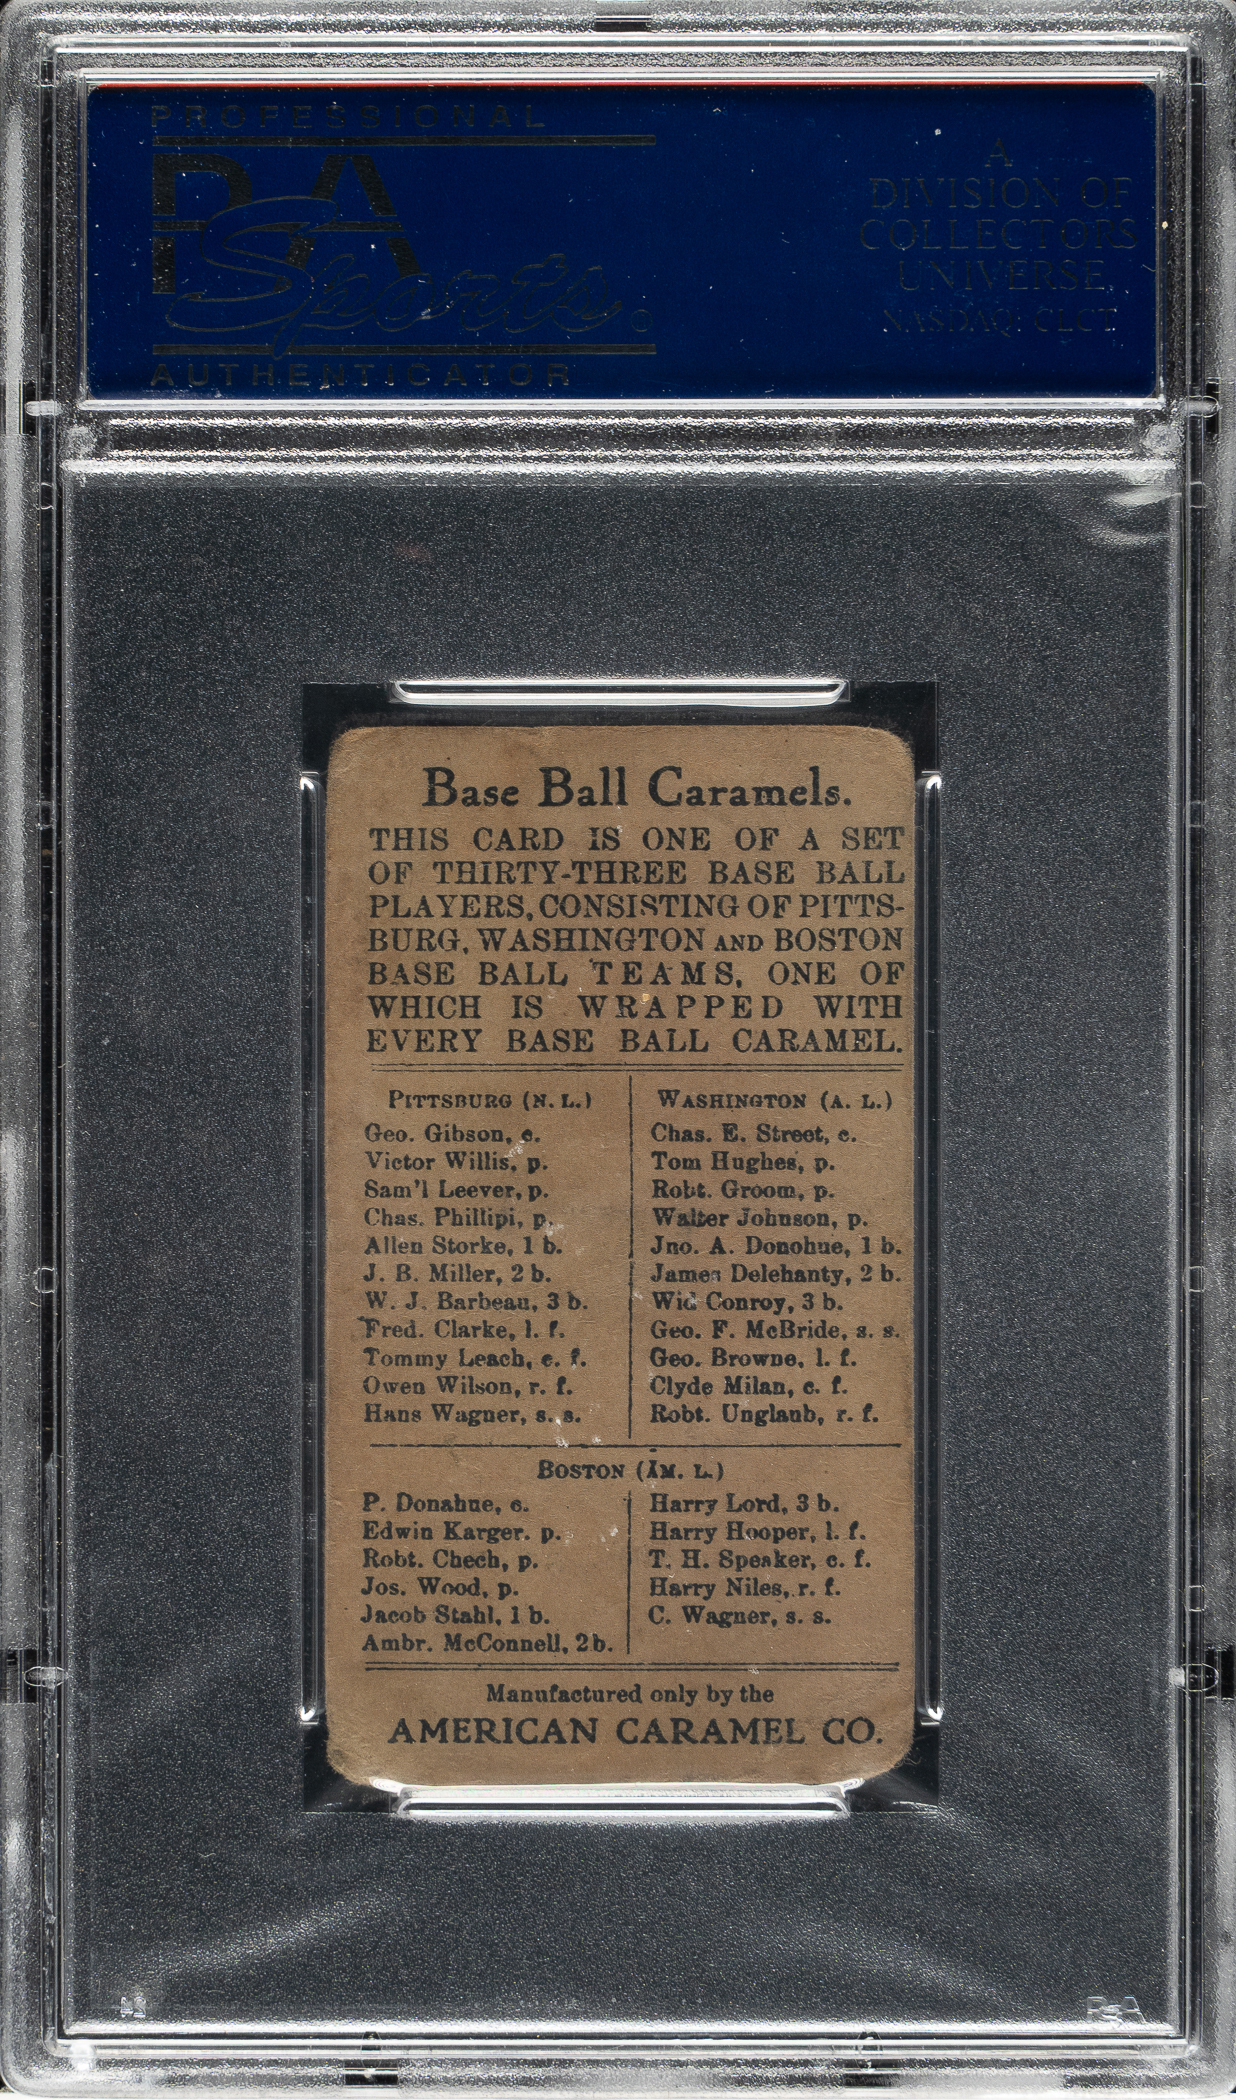 PROFESSIONAL
PSA
Sports
AUTHENTICATOR
A
DIVISION OF
COLLECTORS
UNIVERSE
NASDAQ: CLCT
Base Ball Caramels.
THIS CARD IS ONE OF A SET
OF THIRTY-THREE BASE BALL
PLAYERS, CONSISTING OF PITTS-
BURG, WASHINGTON AND BOSTON
BASE BALL TEAMS, ONE OF
WHICH IS WRAPPED WITH
EVERY BASE BALL CARAMEL.
PITTSBURG (N. L.)
Geo. Gibson, c.
Victor Willis, p.
Sam'l Leever, p.
Chas. Phillipi, p.
Allen Storke, 1 b.
J. B. Miller, 2 b.
W. J. Barbeau, 3 b.
Fred. Clarke, l. f.
Tommy Leach, c. f.
Owen Wilson, r. f.
Hans Wagner, s. s.
WASHINGTON (A. L.)
Chas. E. Street, c.
Tom Hughes, p.
Robt. Groom, p.
Walter Johnson, p.
Jno. A. Donohue, 1 b.
James Delehanty, 2 b.
Wid Conroy, 3 b.
Geo. F. McBride, s. s.
Geo. Browne, l. f.
Clyde Milan, c. f.
Robt. Unglaub, r. f.
BOSTON (AM. L.)
P. Donahue, c.
Edwin Karger. p.
Robt. Chech, p.
Jos. Wood, p.
Jacob Stahl, 1 b.
Ambr. McConnell, 2 b.
Harry Lord, 3 b.
Harry Hooper, l. f.
T. H. Speaker, c. f.
Harry Niles, r. f.
C. Wagner, s. s.
Manufactured only by the
AMERICAN CARAMEL CO.
PSA